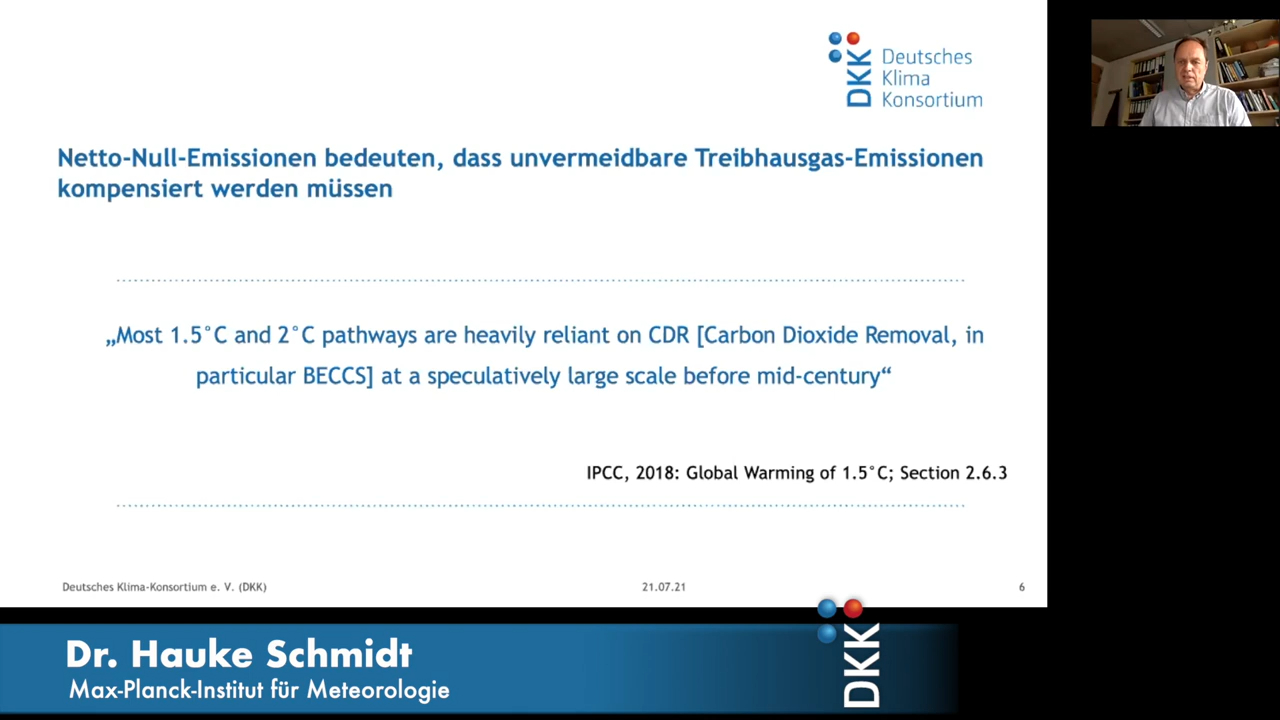 DKK
Deutsches
Klima
Konsortium
Netto-Null-Emissionen bedeuten, dass unvermeidbare Treibhausgas-Emissionen
kompensiert werden müssen
„Most 1.5°C and 2°C pathways are heavily reliant on CDR [Carbon Dioxide Removal, in
particular BECCS] at a speculatively large scale before mid-century“
IPCC, 2018: Global Warming of 1.5°C; Section 2.6.3
Deutsches Klima-Konsortium e. V. (DKK)
21.07.21
6
Dr. Hauke Schmidt
Max-Planck-Institut für Meteorologie
DKK